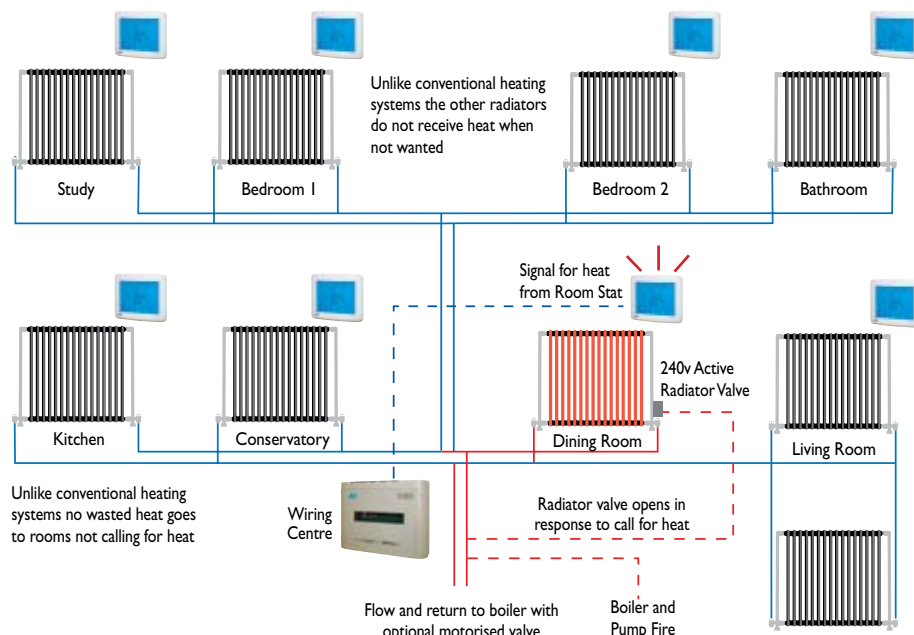 Unlike conventional heating
systems the other radiators
do not receive heat when
not wanted
Study
Bedroom 1
Bedroom 2
Bathroom
Signal for heat
from Room Stat
240v Active
Radiator Valve
Kitchen
Conservatory
Dining Room
Living Room
Unlike conventional heating
systems no wasted heat goes
to rooms not calling for heat
Wiring
Centre
Radiator valve opens in
response to call for heat
Flow and return to boiler with
optional motorised valve
Boiler and
Pump Fire